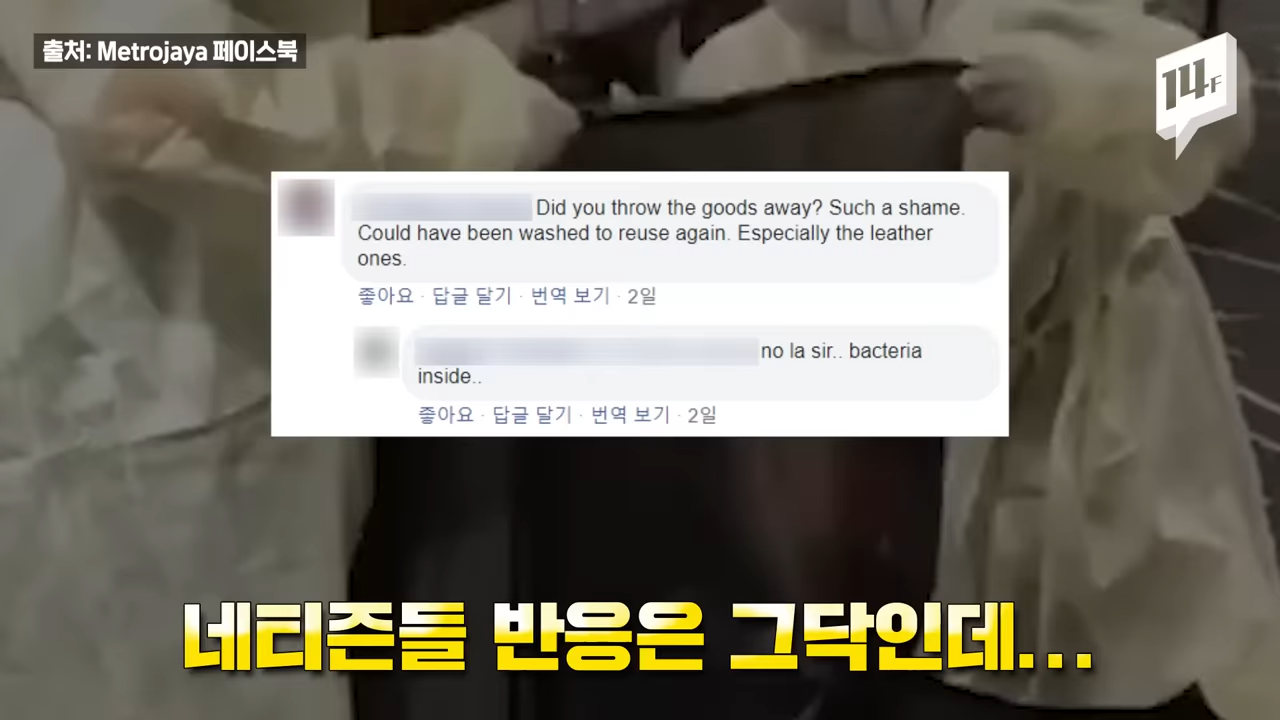 출처: Metrojaya 페이스북
14F
Did you throw the goods away? Such a shame.
Could have been washed to reuse again. Especially the leather
ones.
좋아요 · 답글 달기 · 번역 보기 · 2일
no la sir.. bacteria
inside..
좋아요 · 답글 달기 · 번역 보기 · 2일
네티즌들 반응은 그닥인데...